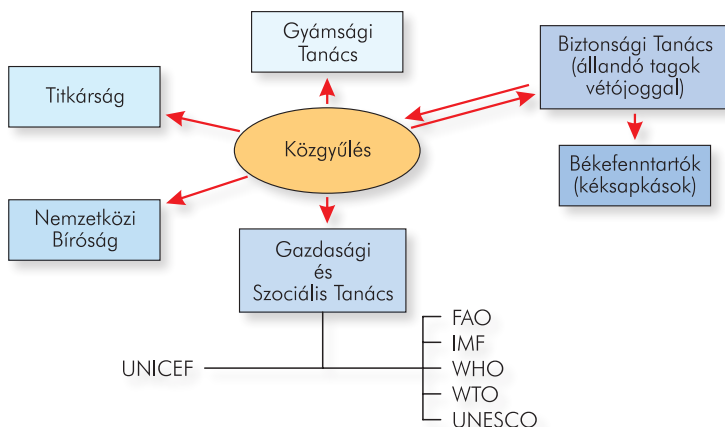 Gyámsági
Tanács
Biztonsági Tanács
(állandó tagok
vétójoggal)
Titkárság
Közgyűlés
Békefenntartók
(kéksapkások)
Nemzetközi
Bíróság
Gazdasági
és
Szociális Tanács
UNICEF
FAO
IMF
WHO
WTO
UNESCO